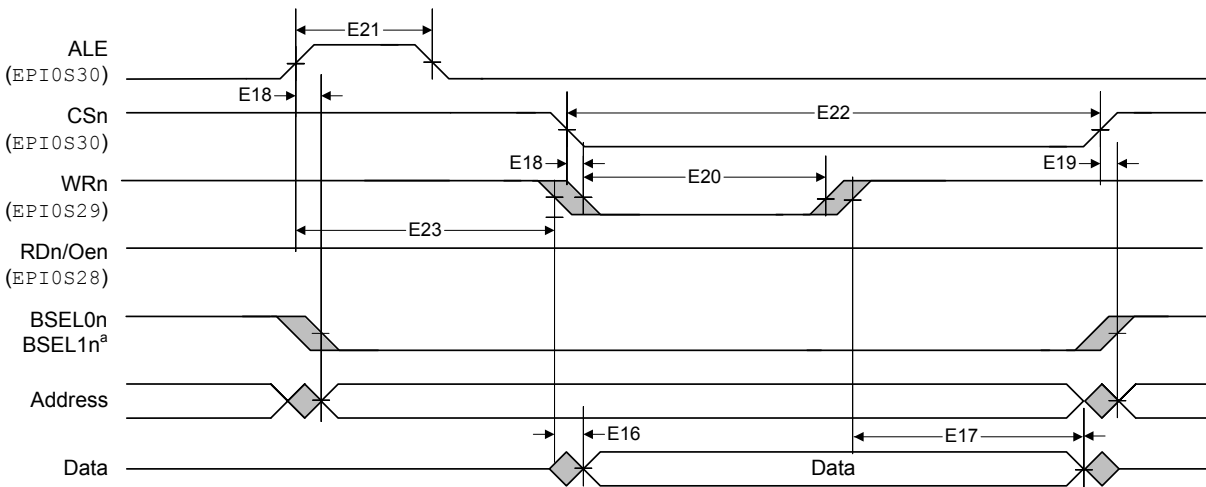 E21
ALE
(EPI0S30)
E18
CSn
(EPI0S30)
E22
E18
E19
WRn
(EPI0S29)
E20
E23
RDn/Oen
(EPI0S28)
BSEL0n
BSEL1nª
Address
E16
E17
Data
Data